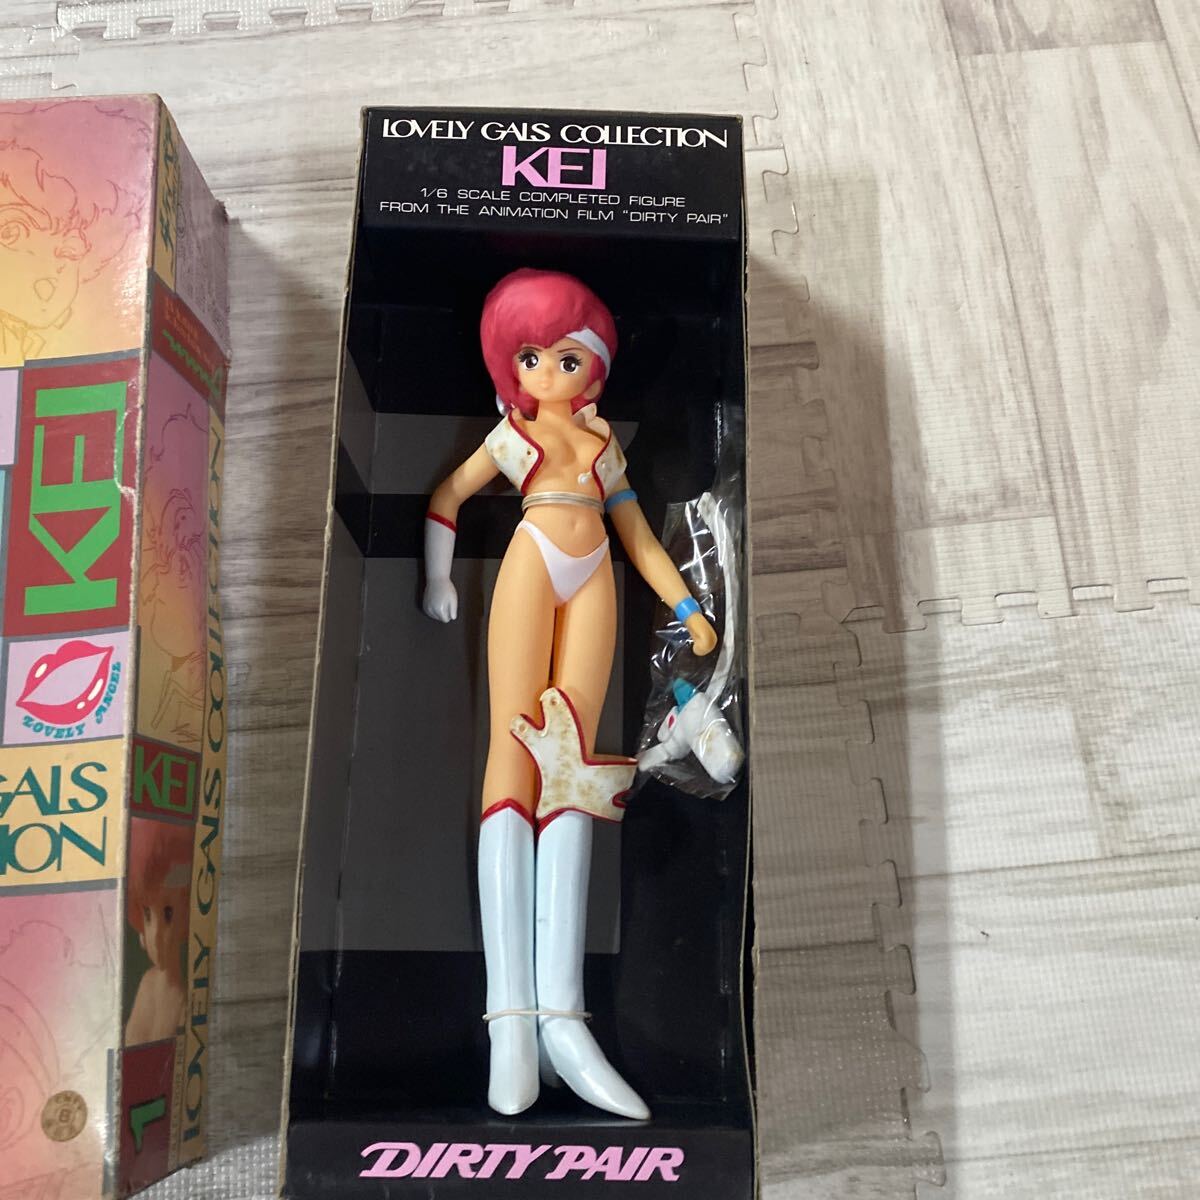 LOVELY GALS COLLECTION
KEI
1/6 SCALE COMPLETED FIGURE
FROM THE ANIMATION FILM "DIRTY PAIR"
DIRTY PAIR
KEI
LOVELY ANGEL
GALS
ION
KEI
LOVELY GALS COLLECTION
1